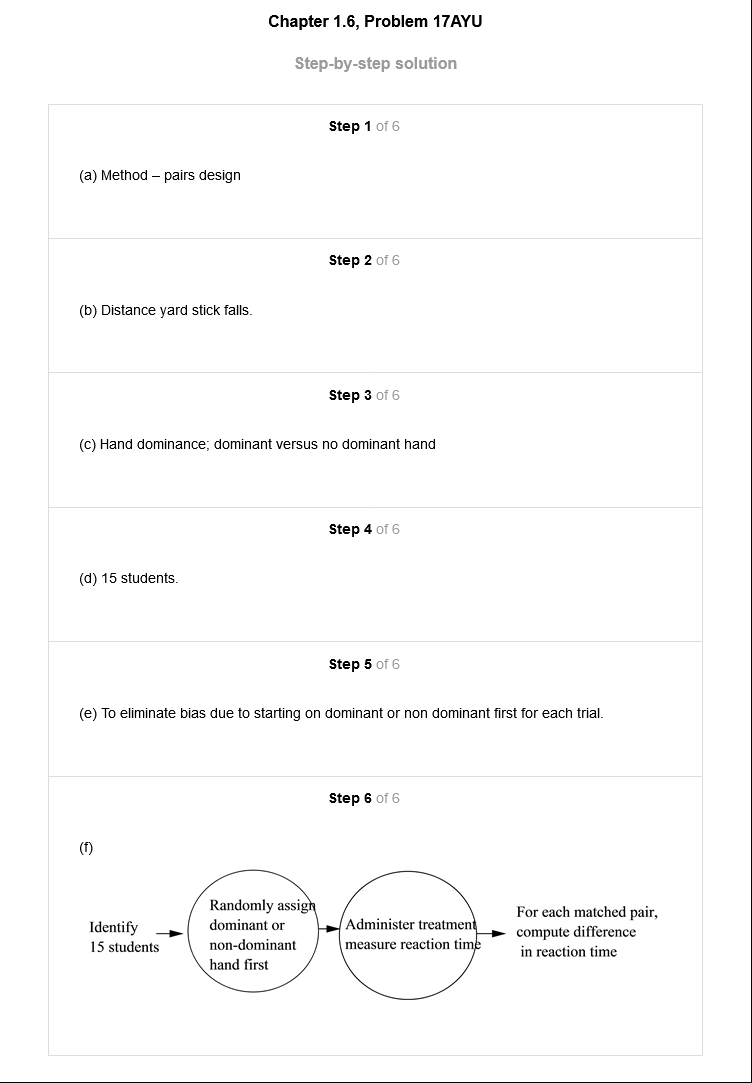 Chapter 1.6, Problem 17AYU
Step-by-step solution
Step 1 of 6
(a) Method – pairs design
Step 2 of 6
(b) Distance yard stick falls.
Step 3 of 6
(c) Hand dominance; dominant versus no dominant hand
Step 4 of 6
(d) 15 students.
Step 5 of 6
(e) To eliminate bias due to starting on dominant or non dominant first for each trial.
Step 6 of 6
(f)
Identify
15 students
Randomly assign
dominant or
non-dominant
hand first
Administer treatment
measure reaction time
For each matched pair,
compute difference
in reaction time